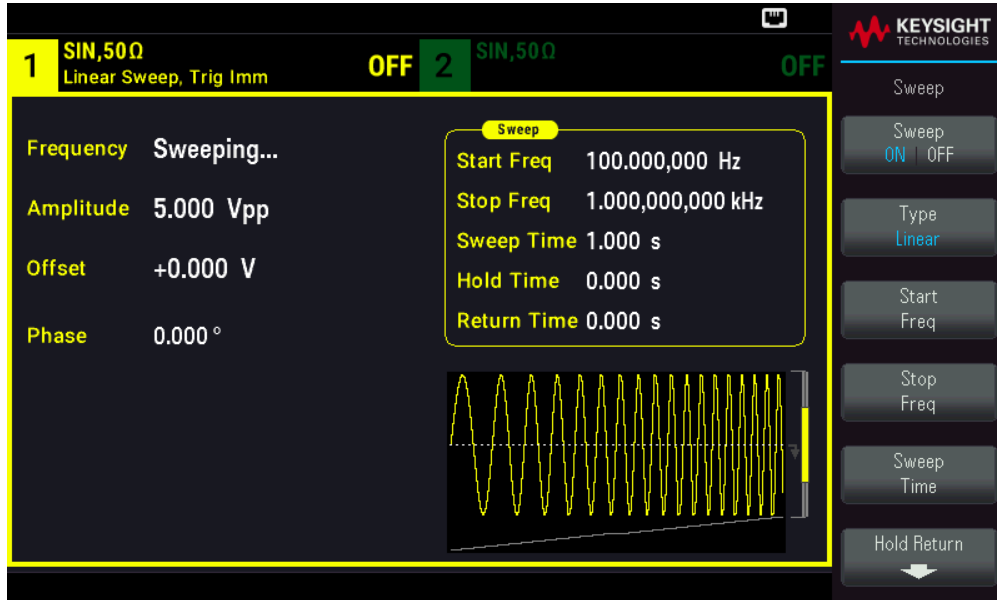 1
SIN,50Ω
Linear Sweep, Trig Imm
OFF
2
SIN,50Ω
OFF
Frequency Sweeping...
Amplitude 5.000 Vpp
Offset +0.000 V
Phase 0.000 °
Sweep
Start Freq 100.000,000 Hz
Stop Freq 1.000,000,000 kHz
Sweep Time 1.000 s
Hold Time 0.000 s
Return Time 0.000 s
KEYSIGHT
TECHNOLOGIES
Sweep
Sweep
ON | OFF
Type
Linear
Start
Freq
Stop
Freq
Sweep
Time
Hold Return